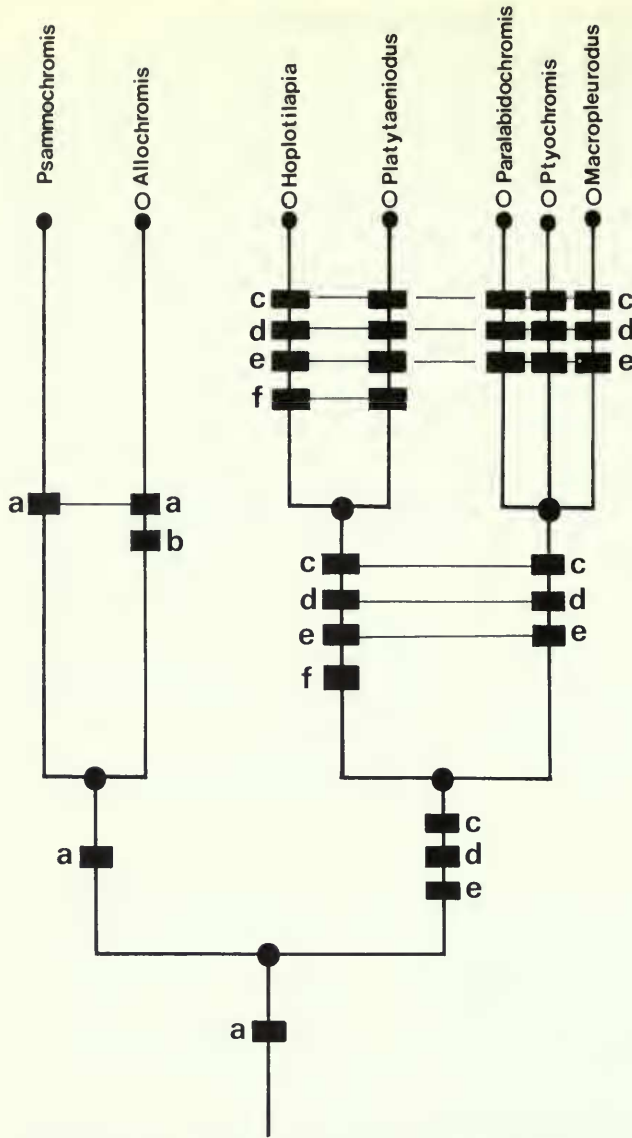 Psammochromis
Allochromis
Hoplotilapia
Platytaeniodus
Paralabidochromis
Ptyochromis
Macropleurodus
c c
d d
e e
f
a a
b
c c
d d
e e
f
c
a d
e
a